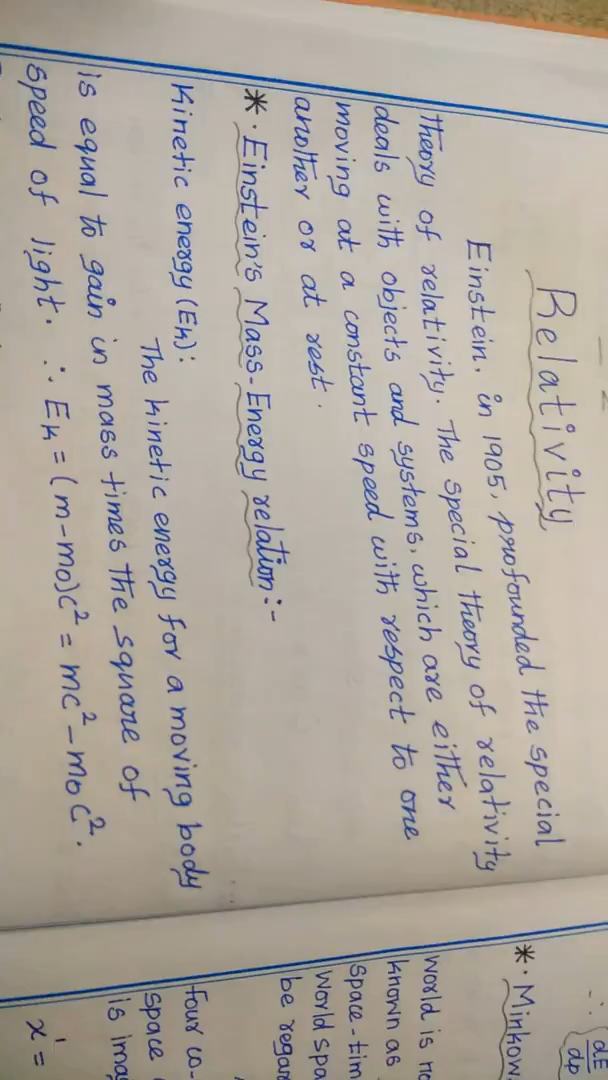 Relativity
Einstein, in 1905, profounded the special
theory of relativity. The special theory of relativity
deals with objects and systems, which are either
moving at a constant speed with respect to one
another or at rest.
*. Einstein's Mass-Energy relation:-
Kinetic energy (Ek):
The kinetic energy for a moving body
is equal to gain in mass times the square of
speed of light. ∴ Ek = (m-mo)c² = mc² - moc².
∴ dE
dp
*. Minkow
world is
known as
space-tim
world spa
be regar
four co-
space
is ima
x' =